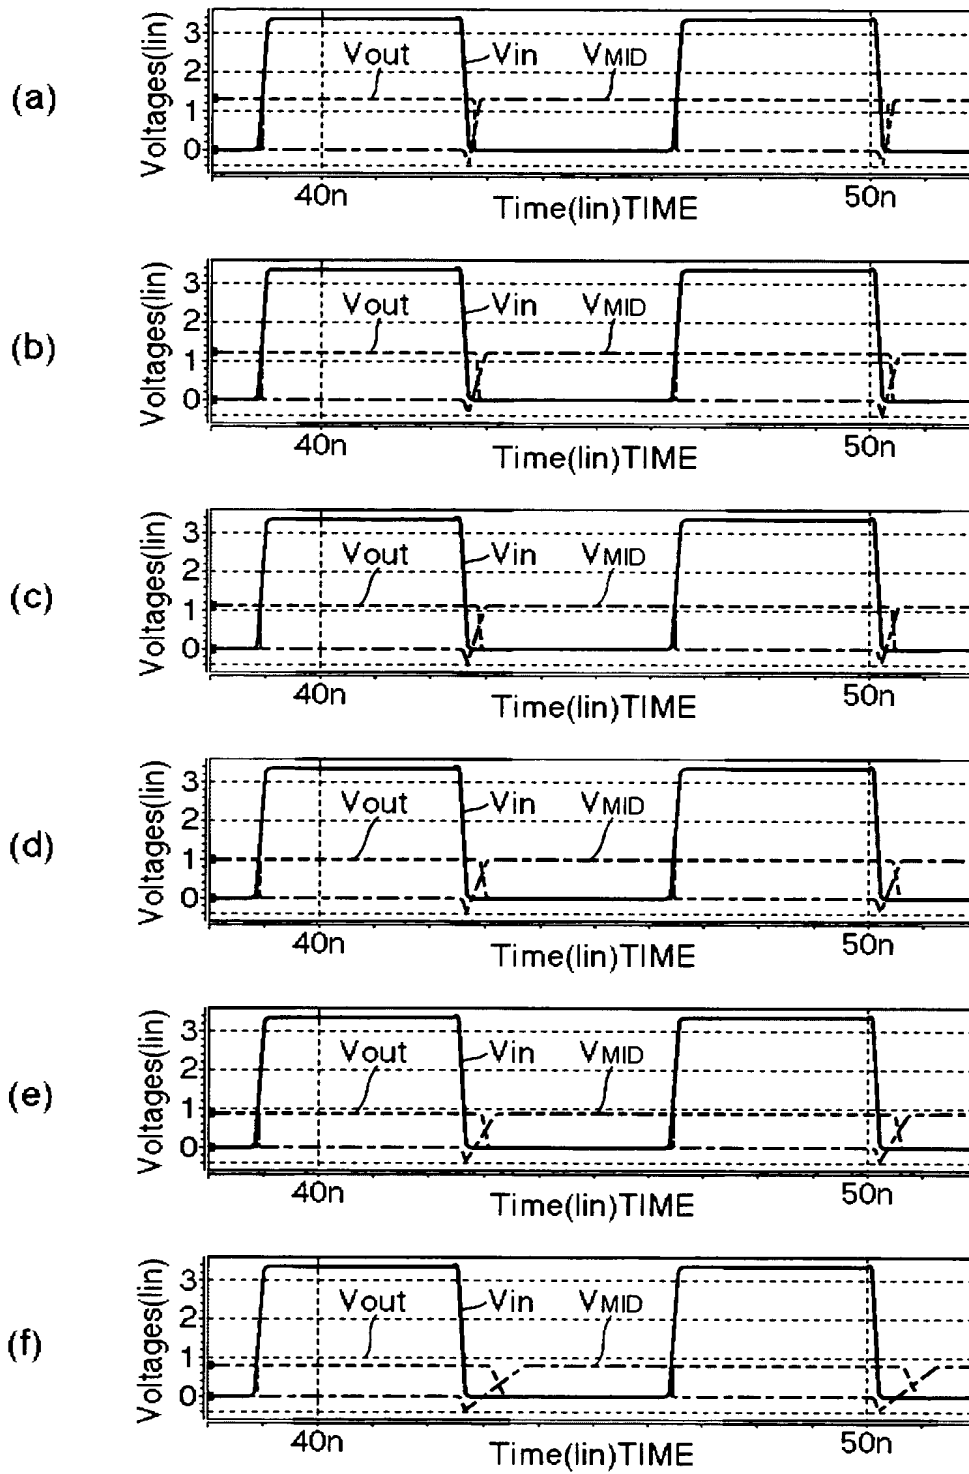 (a)
Voltages(lin)
3
2
1
0
Vout
Vin
VMID
40n
50n
Time(lin)TIME
(b)
Voltages(lin)
3
2
1
0
Vout
Vin
VMID
40n
50n
Time(lin)TIME
(c)
Voltages(lin)
3
2
1
0
Vout
Vin
VMID
40n
50n
Time(lin)TIME
(d)
Voltages(lin)
3
2
1
0
Vout
Vin
VMID
40n
50n
Time(lin)TIME
(e)
Voltages(lin)
3
2
1
0
Vout
Vin
VMID
40n
50n
Time(lin)TIME
(f)
Voltages(lin)
3
2
1
0
Vout
Vin
VMID
40n
50n
Time(lin)TIME